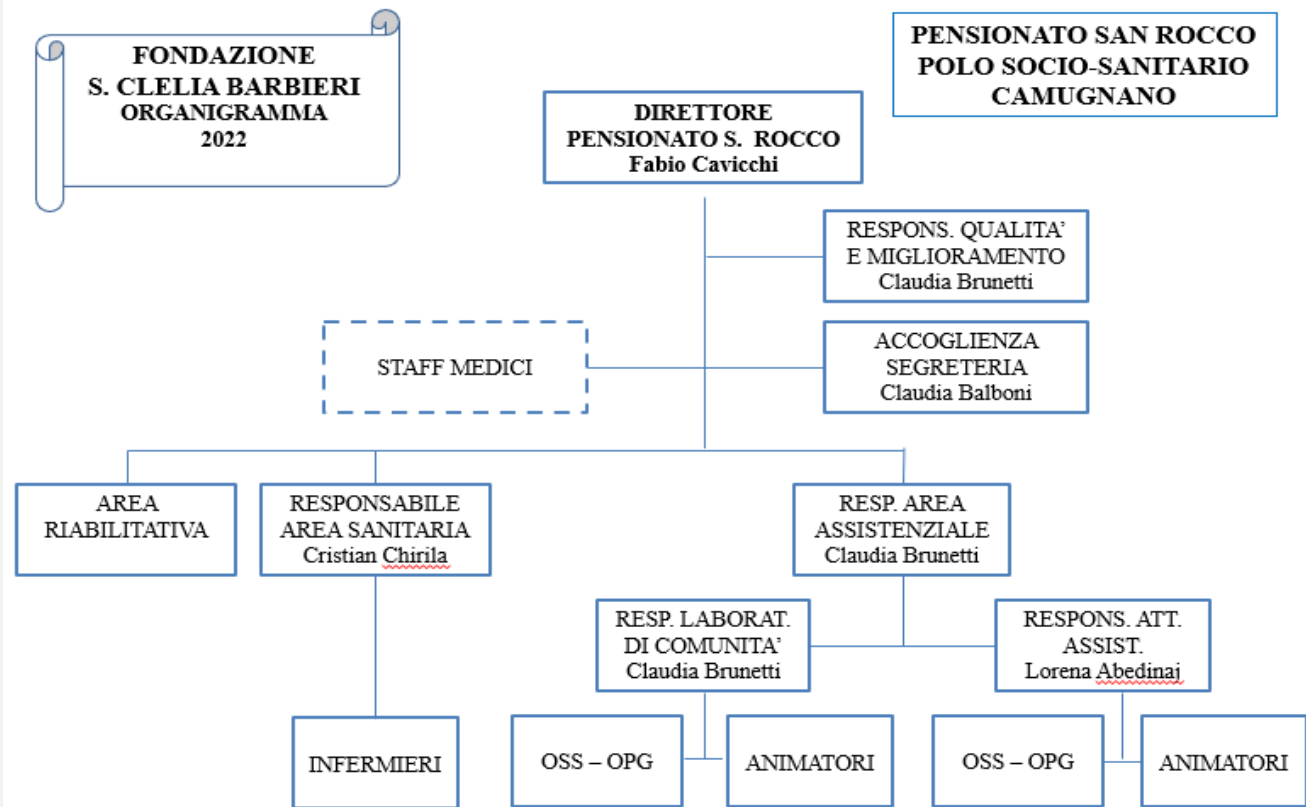 FONDAZIONE
S. CLELIA BARBIERI
ORGANIGRAMMA
2022
PENSIONATO SAN ROCCO
POLO SOCIO-SANITARIO
CAMUGNANO
DIRETTORE
PENSIONATO S. ROCCO
Fabio Cavicchi
RESPONS. QUALITA’
E MIGLIORAMENTO
Claudia Brunetti
STAFF MEDICI
ACCOGLIENZA
SEGRETERIA
Claudia Balboni
AREA
RIABILITATIVA
RESPONSABILE
AREA SANITARIA
Cristian Chirila
RESP. AREA
ASSISTENZIALE
Claudia Brunetti
RESP. LABORAT.
DI COMUNITA’
Claudia Brunetti
RESPONS. ATT.
ASSIST.
Lorena Abedinaj
INFERMIERI
OSS – OPG
ANIMATORI
OSS – OPG
ANIMATORI